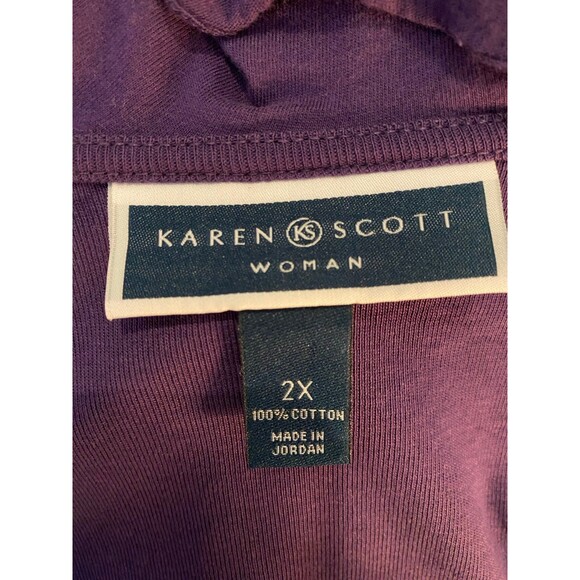 KAREN KS SCOTT
WOMAN
2X
100% COTTON
MADE IN
JORDAN